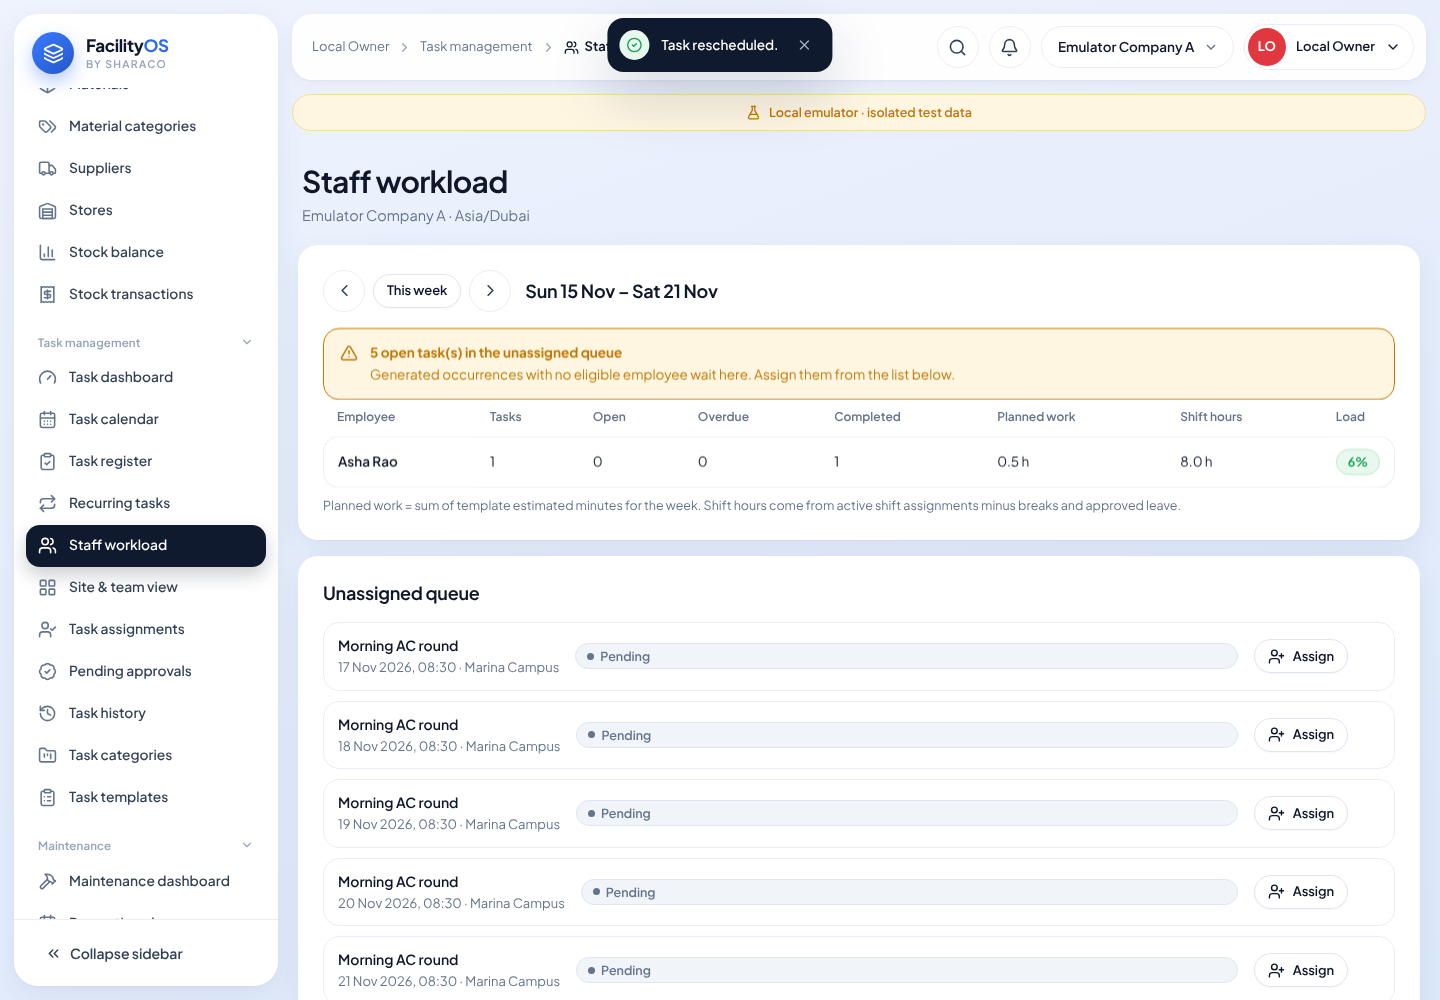 FacilityOS
BY SHARACO
Materials
Material categories
Suppliers
Stores
Stock balance
Stock transactions
Task management
Task dashboard
Task calendar
Task register
Recurring tasks
Staff workload
Site & team view
Task assignments
Pending approvals
Task history
Task categories
Task templates
Maintenance
Maintenance dashboard
Collapse sidebar
Local Owner
Task management
Task rescheduled.
Emulator Company A
LO
Local Owner
Local emulator · isolated test data
Staff workload
Emulator Company A · Asia/Dubai
This week
Sun 15 Nov – Sat 21 Nov
5 open task(s) in the unassigned queue
Generated occurrences with no eligible employee wait here. Assign them from the list below.
Employee Tasks Open Overdue Completed Planned work Shift hours Load
Asha Rao 1 0 0 1 0.5 h 8.0 h 6%
Planned work = sum of template estimated minutes for the week. Shift hours come from active shift assignments minus breaks and approved leave.
Unassigned queue
Morning AC round
17 Nov 2026, 08:30 · Marina Campus
Pending
Assign
Morning AC round
18 Nov 2026, 08:30 · Marina Campus
Pending
Assign
Morning AC round
19 Nov 2026, 08:30 · Marina Campus
Pending
Assign
Morning AC round
20 Nov 2026, 08:30 · Marina Campus
Pending
Assign
Morning AC round
21 Nov 2026, 08:30 · Marina Campus
Pending
Assign